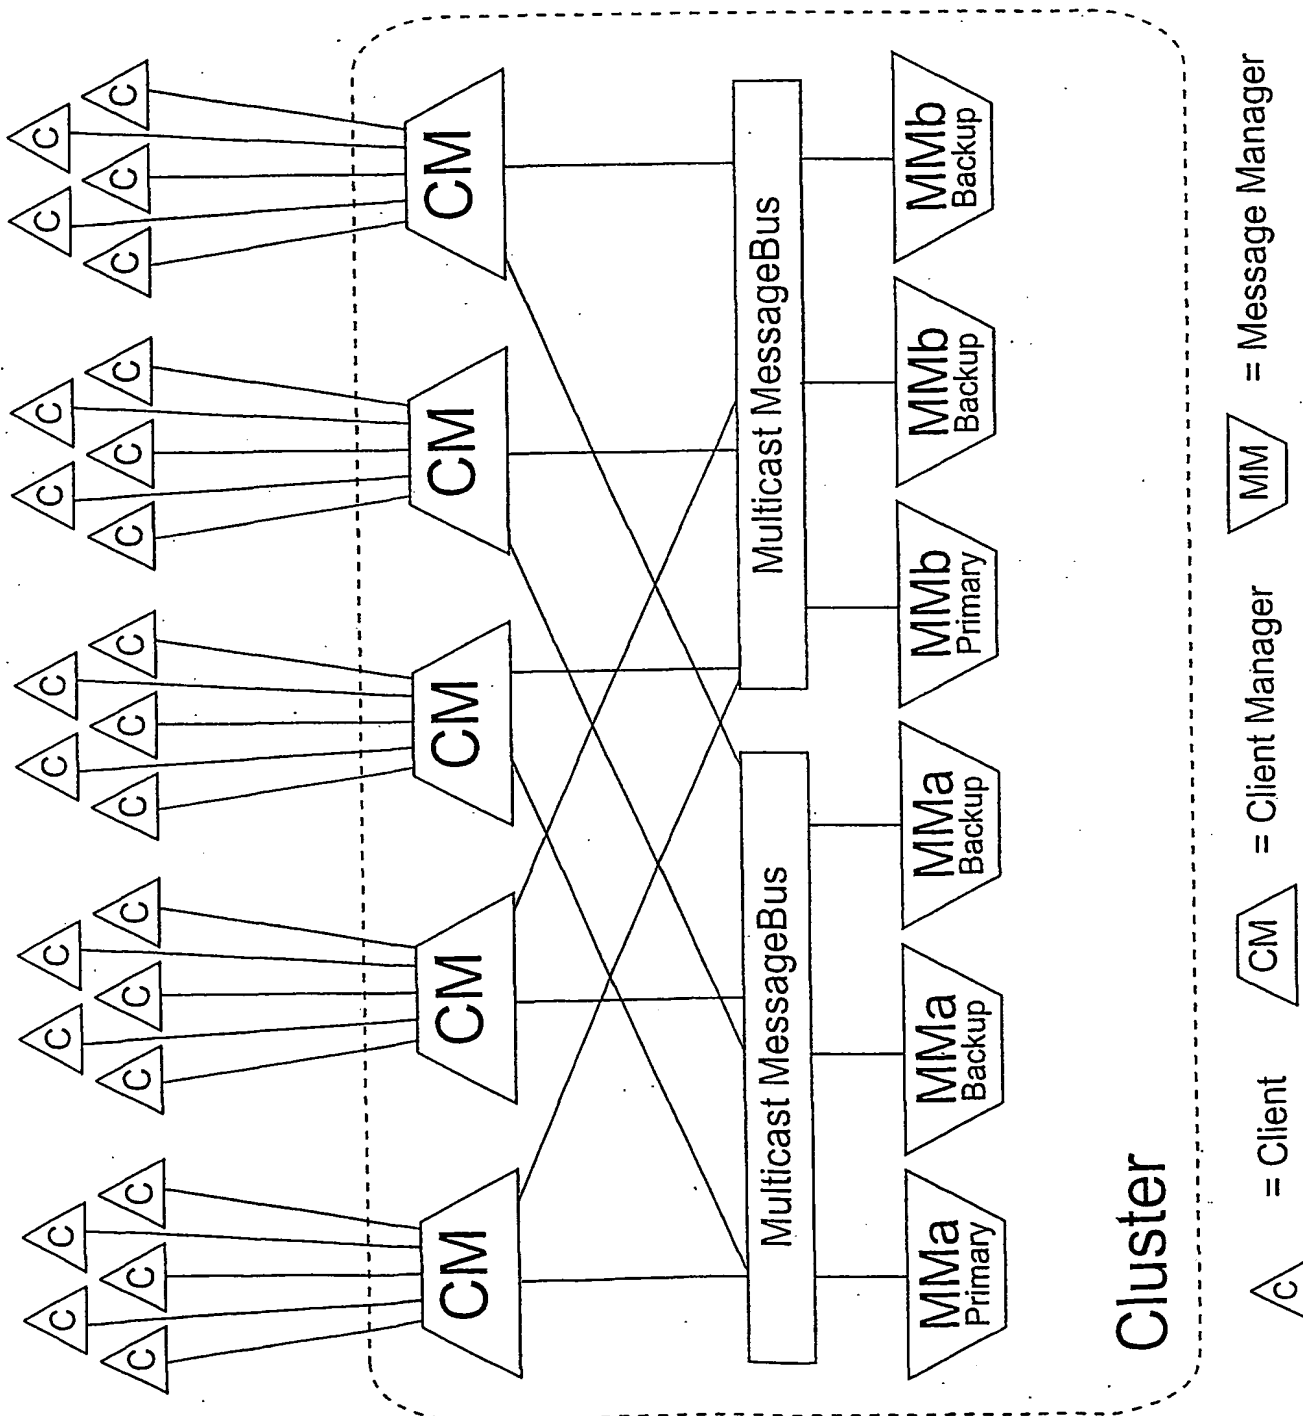 C C C C C C C C C C
C C C C C C C C C C C C C C C
CM CM CM CM CM
Multicast MessageBus Multicast MessageBus
MMa MMa MMa MMb MMb MMb
Primary Backup Backup Primary Backup Backup
Cluster
C = Client CM = Client Manager MM = Message Manager